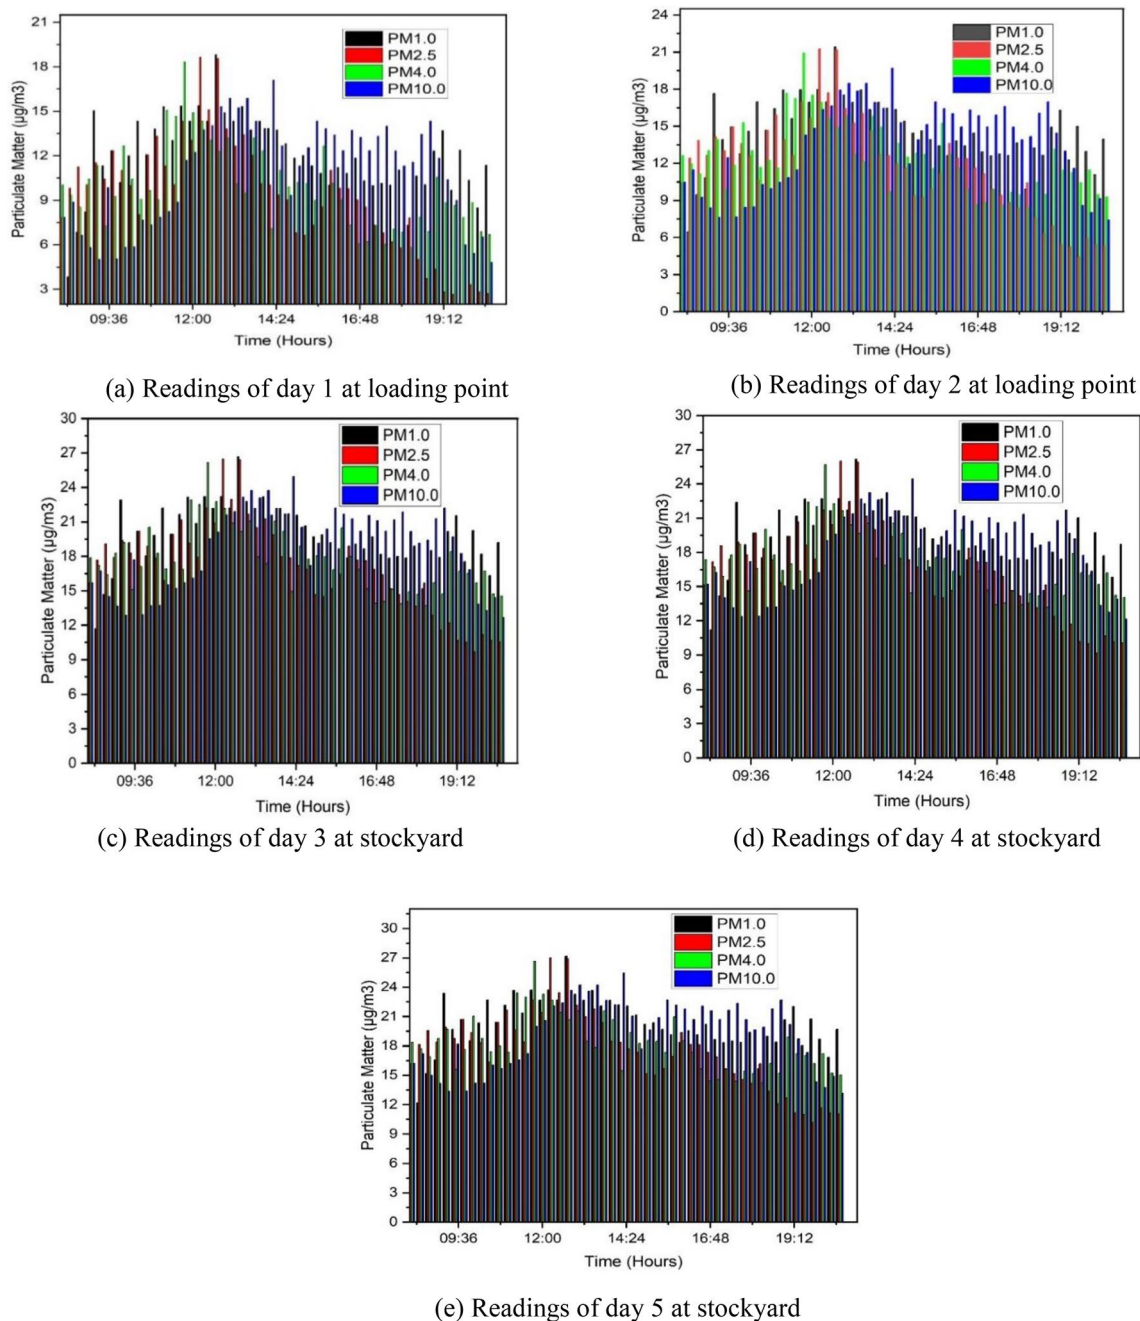 21
18
15
12
9
6
3
Particulate Matter (µg/m3)
PM1.0
PM2.5
PM4.0
PM10.0
09:36
12:00
14:24
16:48
19:12
Time (Hours)
(a) Readings of day 1 at loading point
24
21
18
15
12
9
6
3
0
Particulate Matter (µg/m3)
PM1.0
PM2.5
PM4.0
PM10.0
09:36
12:00
14:24
16:48
19:12
Time (Hours)
(b) Readings of day 2 at loading point
30
27
24
21
18
15
12
9
6
3
0
Particulate Matter (µg/m3)
PM1.0
PM2.5
PM4.0
PM10.0
09:36
12:00
14:24
16:48
19:12
Time (Hours)
(c) Readings of day 3 at stockyard
30
27
24
21
18
15
12
9
6
3
0
Particulate Matter (µg/m3)
PM1.0
PM2.5
PM4.0
PM10.0
09:36
12:00
14:24
16:48
19:12
Time (Hours)
(d) Readings of day 4 at stockyard
30
27
24
21
18
15
12
9
6
3
0
Particulate Matter (µg/m3)
PM1.0
PM2.5
PM4.0
PM10.0
09:36
12:00
14:24
16:48
19:12
Time (Hours)
(e) Readings of day 5 at stockyard